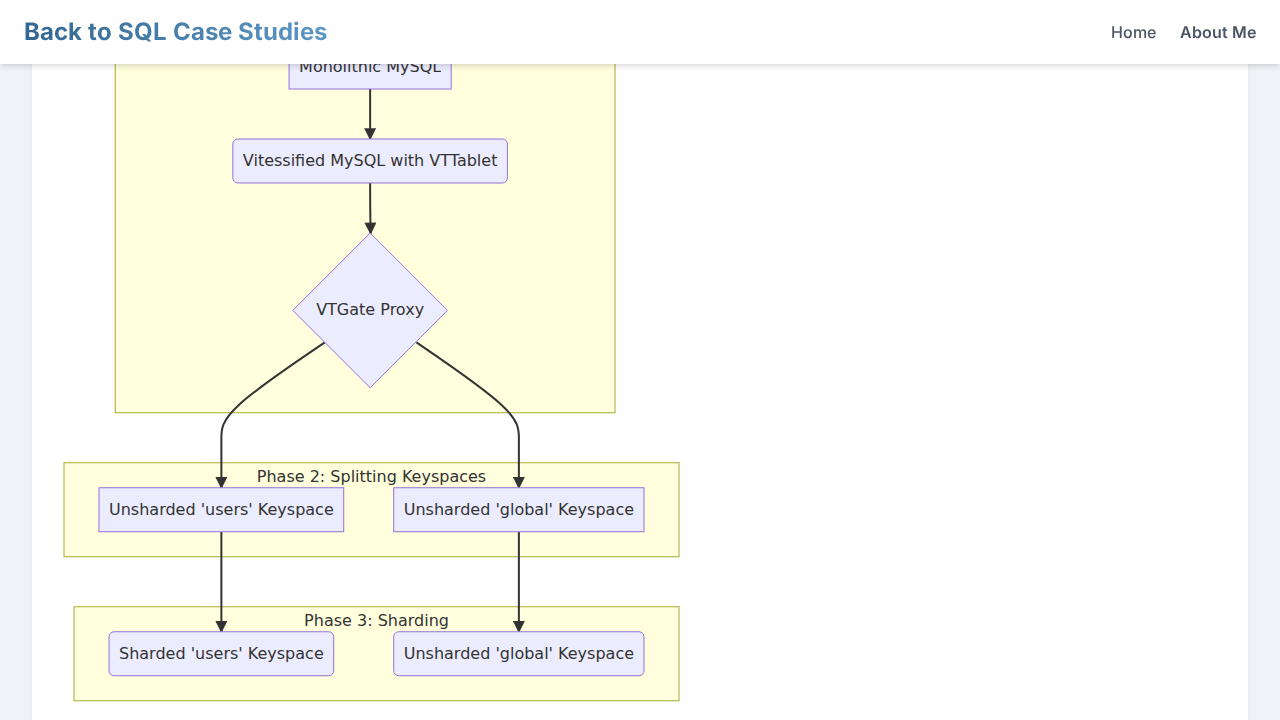 Back to SQL Case Studies
Home
About Me
Monolithic MySQL
Vitessified MySQL with VTTablet
VTGate Proxy
Phase 2: Splitting Keyspaces
Unsharded 'users' Keyspace
Unsharded 'global' Keyspace
Phase 3: Sharding
Sharded 'users' Keyspace
Unsharded 'global' Keyspace